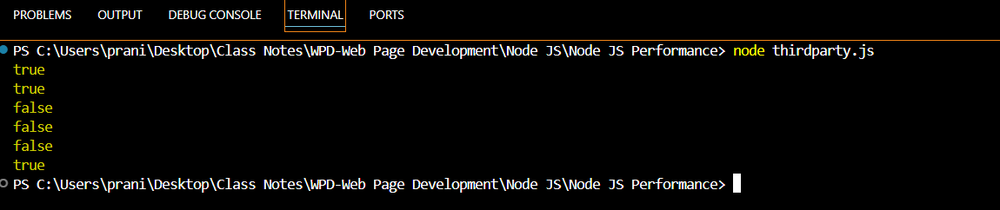 PROBLEMS OUTPUT DEBUG CONSOLE TERMINAL PORTS
PS C:\Users\prani\Desktop\Class Notes\WPD-Web Page Development\Node JS\Node JS Performance> node thirdparty.js
true
true
false
false
false
true
PS C:\Users\prani\Desktop\Class Notes\WPD-Web Page Development\Node JS\Node JS Performance>